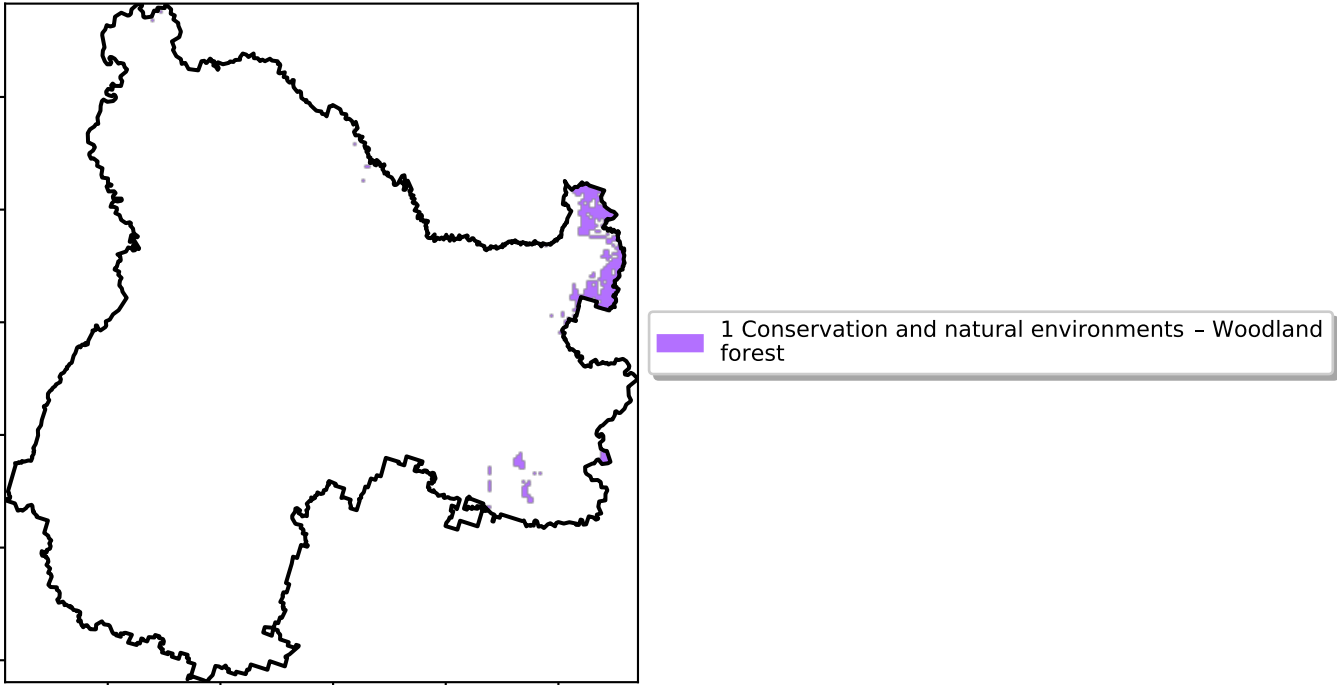 1 Conservation and natural environments – Woodland
forest